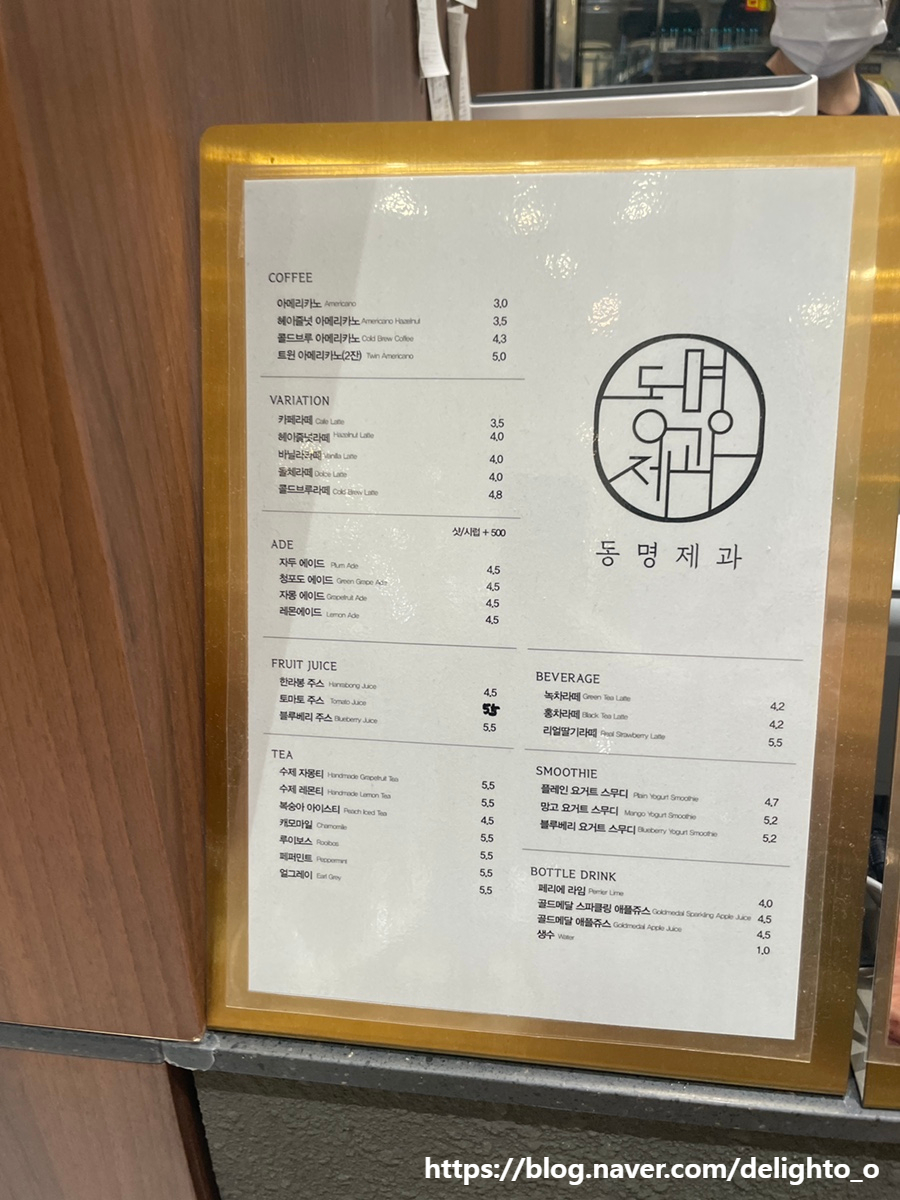 COFFEE
아메리카노 Americano 3,0
헤이즐넛 아메리카노 Americano Hazelnut 3,5
콜드브루 아메리카노 Cold Brew Coffee 4,3
트윈 아메리카노(2잔) Twin Americano 5,0
VARIATION
카페라떼 Cafe Latte 3,5
헤이즐넛라떼 Hazelnut Latte 4,0
바닐라라떼 Vanilla Latte 4,0
돌체라떼 Dolce Latte 4,0
콜드브루라떼 Cold Brew Latte 4,8
샷/시럽 + 500
ADE
자두 에이드 Plum Ade 4,5
청포도 에이드 Green Grape Ade 4,5
자몽 에이드 Grapefruit Ade 4,5
레몬에이드 Lemon Ade 4,5
FRUIT JUICE
한라봉 주스 Hanrabong Juice 4,5
토마토 주스 Tomato Juice
블루베리 주스 Blueberry Juice 5,5
TEA
수제 자몽티 Handmade Grapefruit Tea 5,5
수제 레몬티 Handmade Lemon Tea 5,5
복숭아 아이스티 Peach Iced Tea 4,5
캐모마일 Chamomile 5,5
루이보스 Rooibos 5,5
페퍼민트 Peppermint 5,5
얼그레이 Earl Grey 5,5
동명
제과
동명제과
BEVERAGE
녹차라떼 Green Tea Latte 4,2
홍차라떼 Black Tea Latte 4,2
리얼딸기라떼 Real Strawberry Latte 5,5
SMOOTHIE
플레인 요거트 스무디 Plain Yogurt Smoothie 4,7
망고 요거트 스무디 Mango Yogurt Smoothie 5,2
블루베리 요거트 스무디 Blueberry Yogurt Smoothie 5,2
BOTTLE DRINK
페리에 라임 Perrier Lime 4,0
골드메달 스파클링 애플쥬스 Goldmedal Sparkling Apple Juice 4,5
골드메달 애플쥬스 Goldmedal Apple Juice 4,5
생수 Water 1,0
https://blog.naver.com/delighto_o